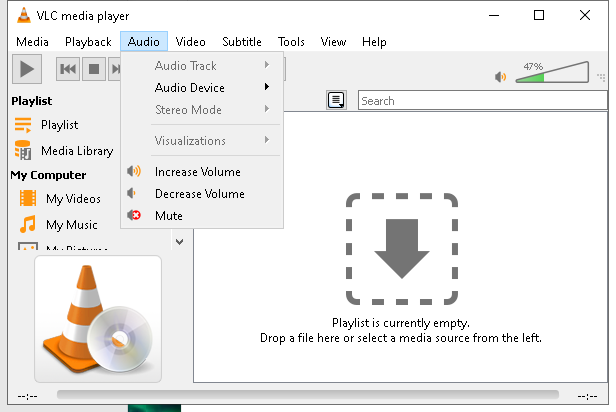 VLC media player
Media Playback Audio Video Subtitle Tools View Help
47%
Audio Track
Audio Device
Stereo Mode
Visualizations
Increase Volume
Decrease Volume
Mute
Search
Playlist
Playlist
Media Library
My Computer
My Videos
My Music
My Pictures
Playlist is currently empty.
Drop a file here or select a media source from the left.
--:-- --:--